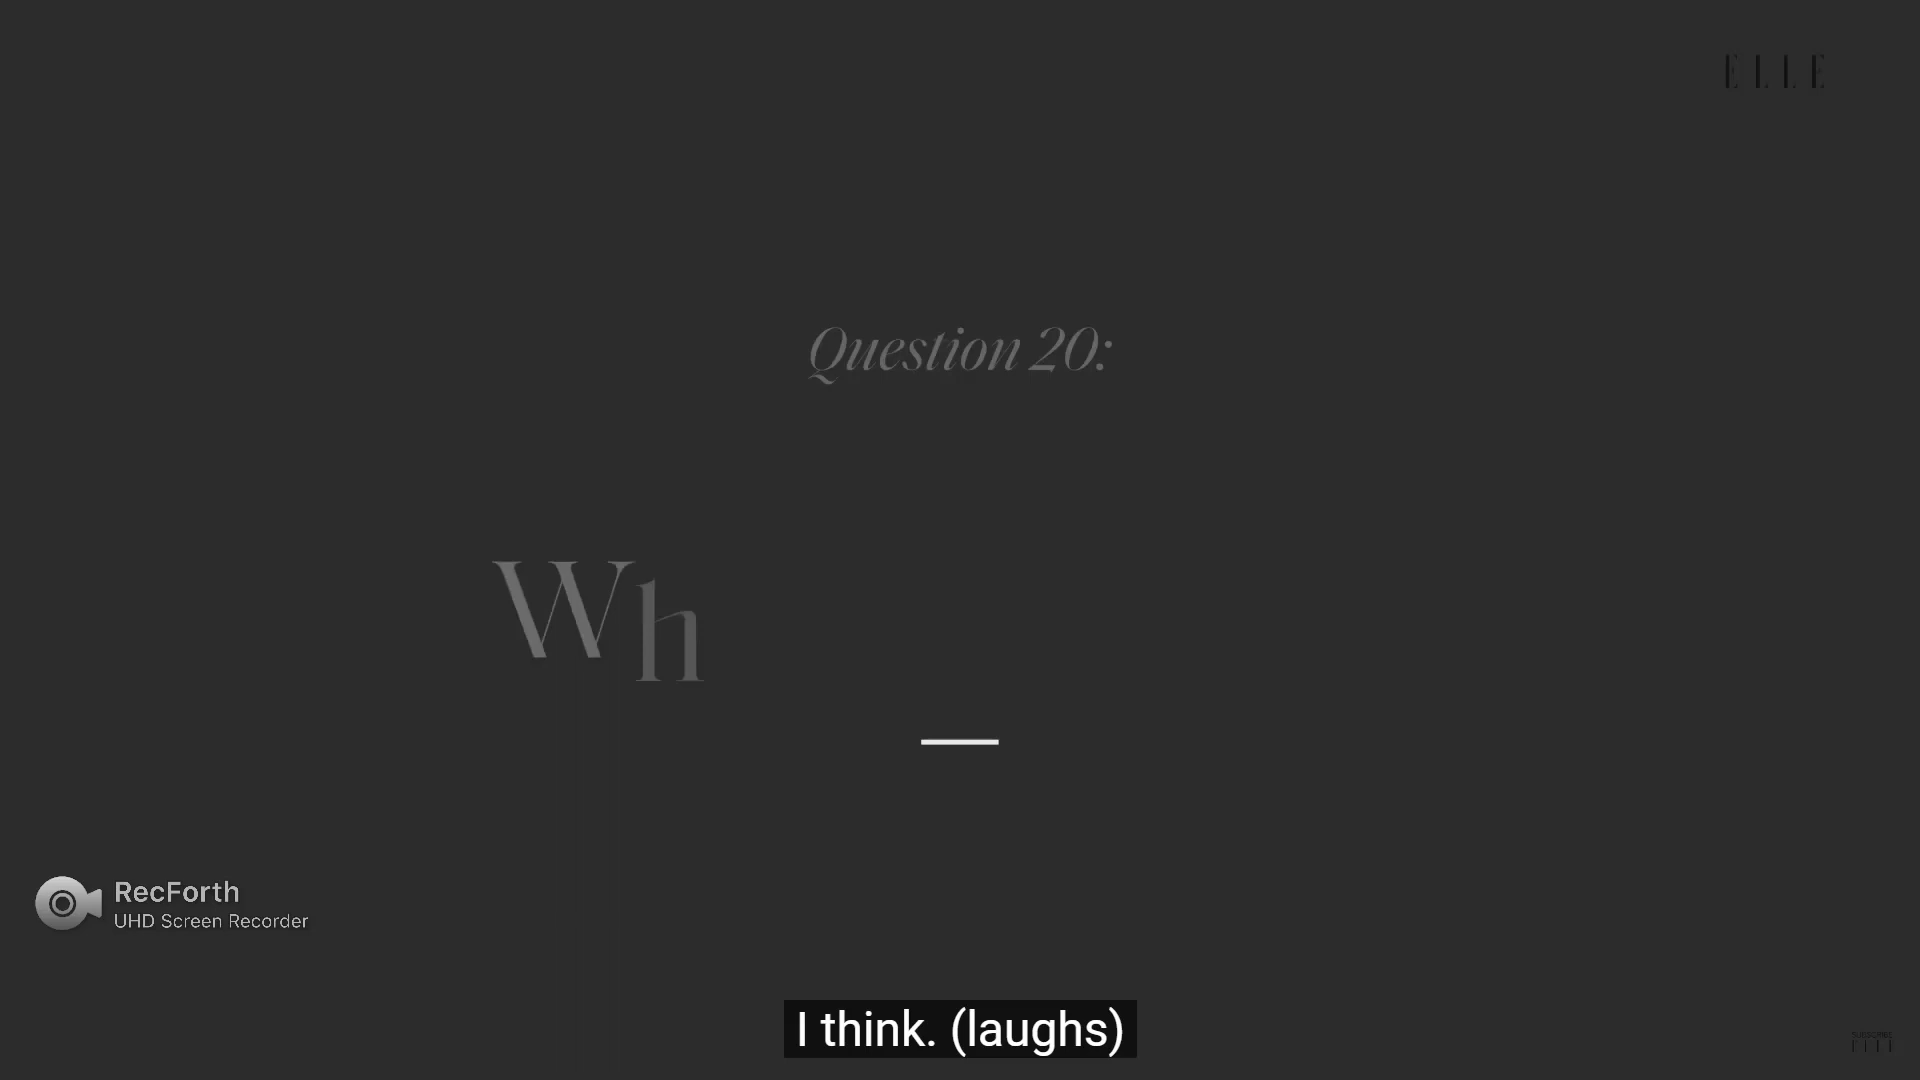 ELLE
Question 20:
Wh
RecForth
UHD Screen Recorder
I think. (laughs)